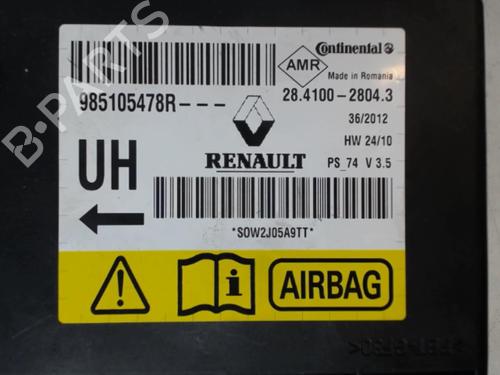 Continental
AMR
Made in Romania
985105478R---
28.4100-2804.3
36/2012
HW 24/10
RENAULT
PS_74 V 3.5
UH
*SOW2J05A9TT*
AIRBAG
B-PARTS